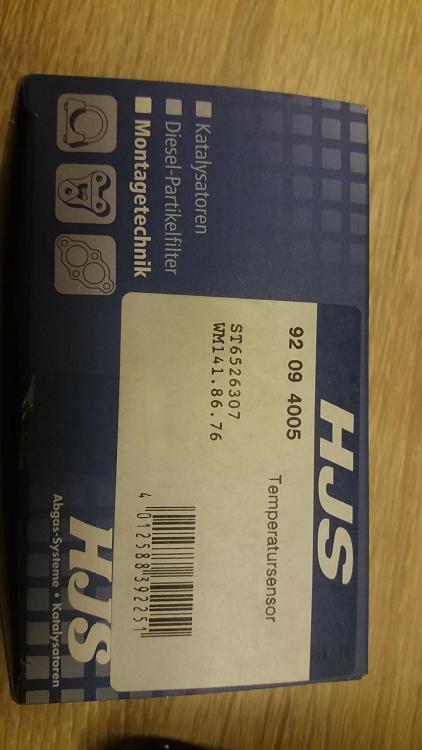 Katalysatoren
Diesel-Partikelfilter
Montagetechnik
HJS
92 09 4005
Temperatursensor
ST6526307
WM141.86.76
4 012588 392251
HJS
Abgas-Systeme • Katalysatoren